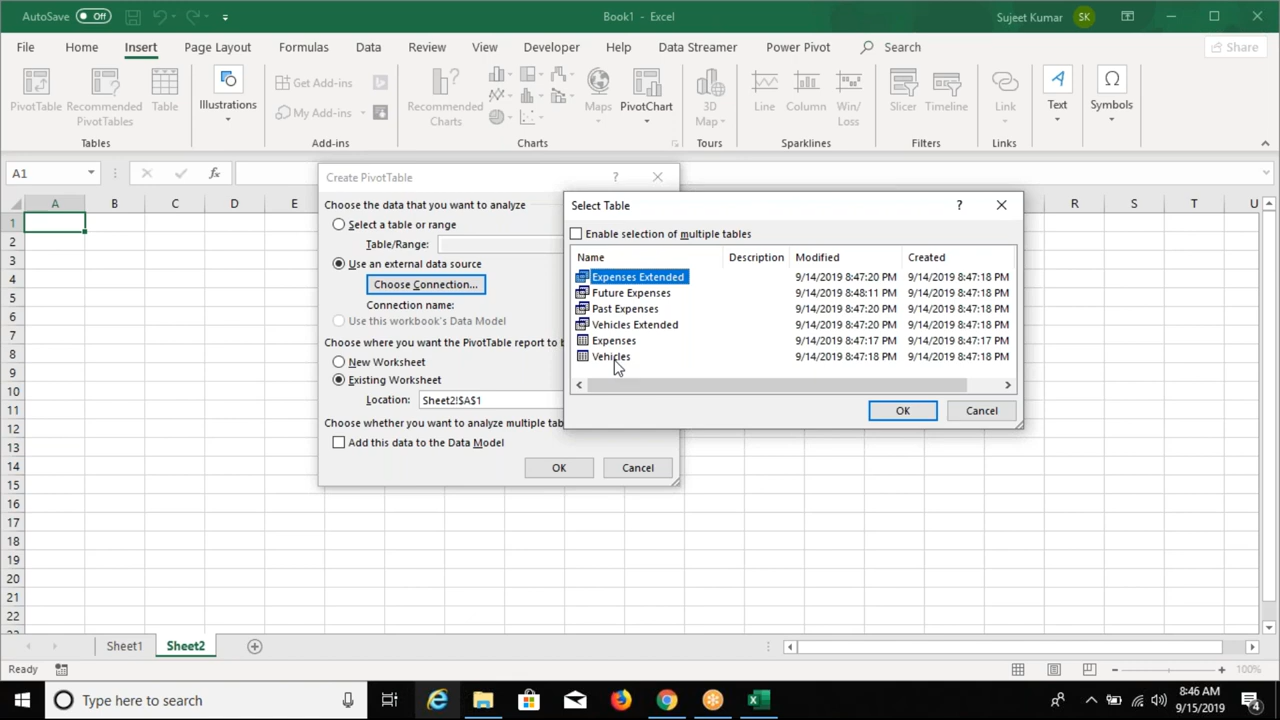 AutoSave Off
Book1 - Excel
Sujeet Kumar SK
File Home Insert Page Layout Formulas Data Review View Developer Help Data Streamer Power Pivot Search Share
PivotTable Recommended PivotTables Table Illustrations Get Add-ins My Add-ins Recommended Charts Maps PivotChart 3D Map Line Column Win/Loss Slicer Timeline Link Text Symbols
Tables Add-ins Charts Tours Sparklines Filters Links
A1 fx
A B C D E R S T U
1
2
3
4
5
6
7
8
9
10
11
12
13
14
15
16
17
18
19
20
21
22
Create PivotTable ?
Choose the data that you want to analyze
Select a table or range
Table/Range:
Use an external data source
Choose Connection...
Connection name:
Use this workbook's Data Model
Choose where you want the PivotTable report to b
New Worksheet
Existing Worksheet
Location: Sheet2!$A$1
Choose whether you want to analyze multiple tab
Add this data to the Data Model
OK Cancel
Select Table ?
Enable selection of multiple tables
Name Description Modified Created
Expenses Extended 9/14/2019 8:47:20 PM 9/14/2019 8:47:18 PM
Future Expenses 9/14/2019 8:48:11 PM 9/14/2019 8:47:18 PM
Past Expenses 9/14/2019 8:47:20 PM 9/14/2019 8:47:18 PM
Vehicles Extended 9/14/2019 8:47:20 PM 9/14/2019 8:47:18 PM
Expenses 9/14/2019 8:47:17 PM 9/14/2019 8:47:17 PM
Vehicles 9/14/2019 8:47:18 PM 9/14/2019 8:47:18 PM
OK Cancel
Sheet1 Sheet2
Ready 100%
Type here to search
8:46 AM
9/15/2019
4